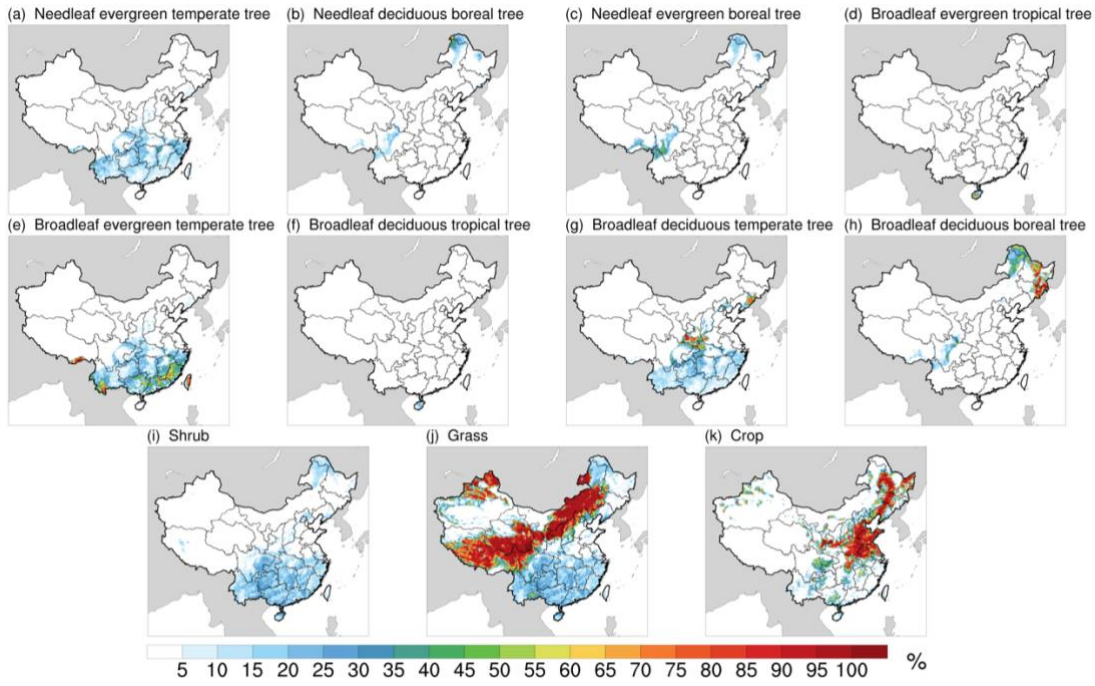 (a) Needleaf evergreen temperate tree
(b) Needleaf deciduous boreal tree
(c) Needleaf evergreen boreal tree
(d) Broadleaf evergreen tropical tree
(e) Broadleaf evergreen temperate tree
(f) Broadleaf deciduous tropical tree
(g) Broadleaf deciduous temperate tree
(h) Broadleaf deciduous boreal tree
(i) Shrub
(j) Grass
(k) Crop
5 10 15 20 25 30 35 40 45 50 55 60 65 70 75 80 85 90 95 100 %